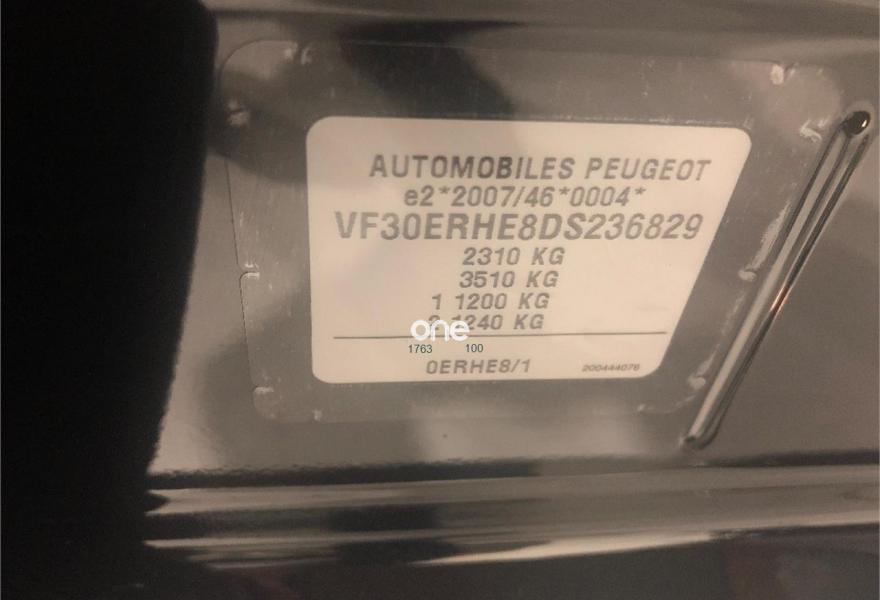 AUTOMOBILES PEUGEOT
e2*2007/46*0004*
VF30ERHE8DS236829
2310 KG
3510 KG
1 1200 KG
2 1240 KG
one
1763 100
0ERHE8/1
200444076